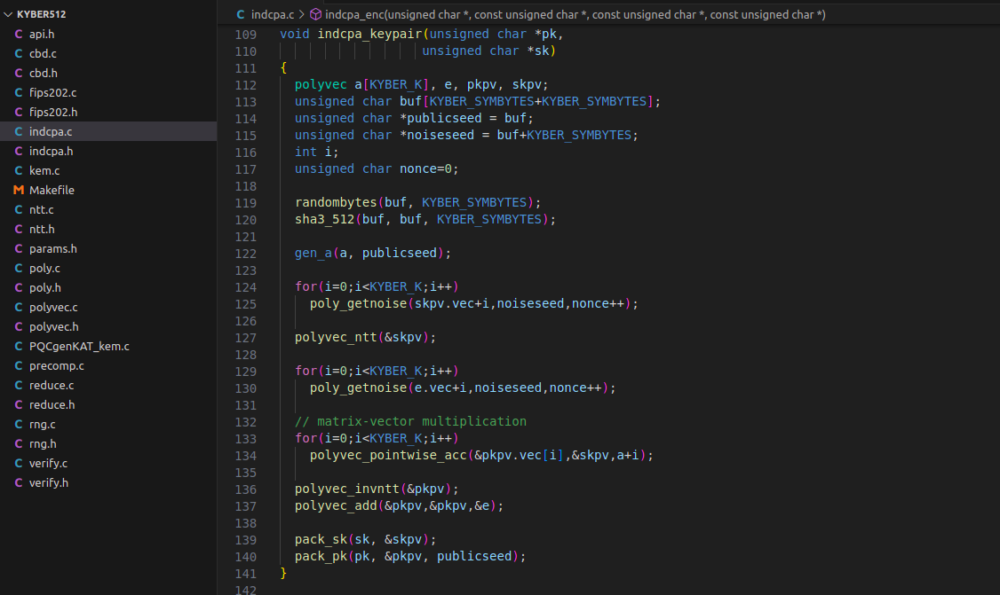 KYBER512
C api.h
C cbd.c
C cbd.h
C fips202.c
C fips202.h
C indcpa.c
C indcpa.h
C kem.c
M Makefile
C ntt.c
C ntt.h
C params.h
C poly.c
C poly.h
C polyvec.c
C polyvec.h
C PQCgenKAT_kem.c
C precomp.c
C reduce.c
C reduce.h
C rng.c
C rng.h
C verify.c
C verify.h
C indcpa.c > indcpa_enc(unsigned char *, const unsigned char *, const unsigned char *, const unsigned char *)
109 void indcpa_keypair(unsigned char *pk,
110                    unsigned char *sk)
111 {
112   polyvec a[KYBER_K], e, pkpv, skpv;
113   unsigned char buf[KYBER_SYMBYTES+KYBER_SYMBYTES];
114   unsigned char *publicseed = buf;
115   unsigned char *noiseseed = buf+KYBER_SYMBYTES;
116   int i;
117   unsigned char nonce=0;
118
119   randombytes(buf, KYBER_SYMBYTES);
120   sha3_512(buf, buf, KYBER_SYMBYTES);
121
122   gen_a(a, publicseed);
123
124   for(i=0;i<KYBER_K;i++)
125     poly_getnoise(skpv.vec+i,noiseseed,nonce++);
126
127   polyvec_ntt(&skpv);
128
129   for(i=0;i<KYBER_K;i++)
130     poly_getnoise(e.vec+i,noiseseed,nonce++);
131
132   // matrix-vector multiplication
133   for(i=0;i<KYBER_K;i++)
134     polyvec_pointwise_acc(&pkpv.vec[i],&skpv,a+i);
135
136   polyvec_invntt(&pkpv);
137   polyvec_add(&pkpv,&pkpv,&e);
138
139   pack_sk(sk, &skpv);
140   pack_pk(pk, &pkpv, publicseed);
141 }
142